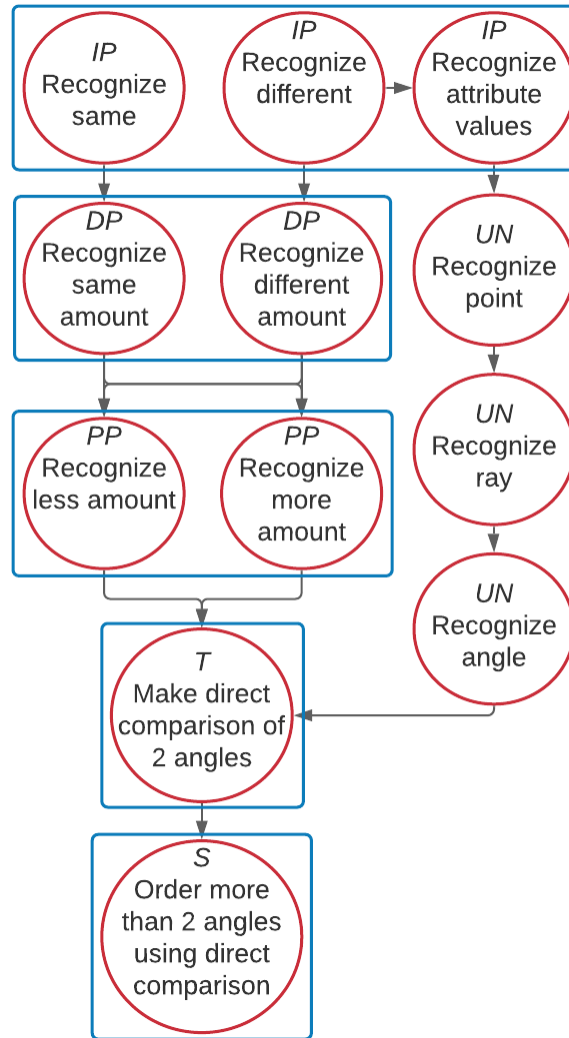 IP
Recognize
same
IP
Recognize
different
IP
Recognize
attribute
values
DP
Recognize
same
amount
DP
Recognize
different
amount
UN
Recognize
point
PP
Recognize
less amount
PP
Recognize
more
amount
UN
Recognize
ray
UN
Recognize
angle
T
Make direct
comparison of
2 angles
S
Order more
than 2 angles
using direct
comparison